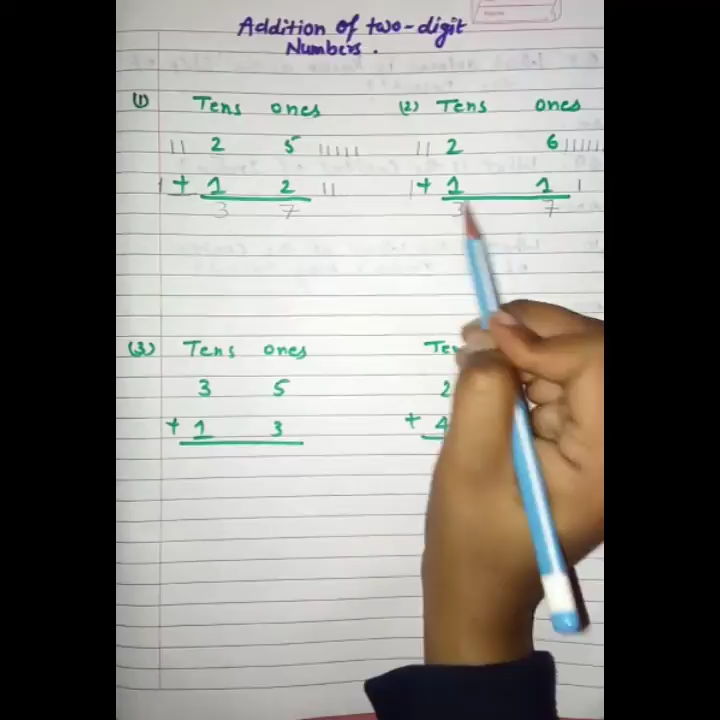 Addition of two-digit
Numbers.
(1) Tens ones
2 5
+ 1 2
3 7
(2) Tens ones
2 6
+ 1 1
3 7
(3) Tens ones
3 5
+ 1 3
2
+ 4